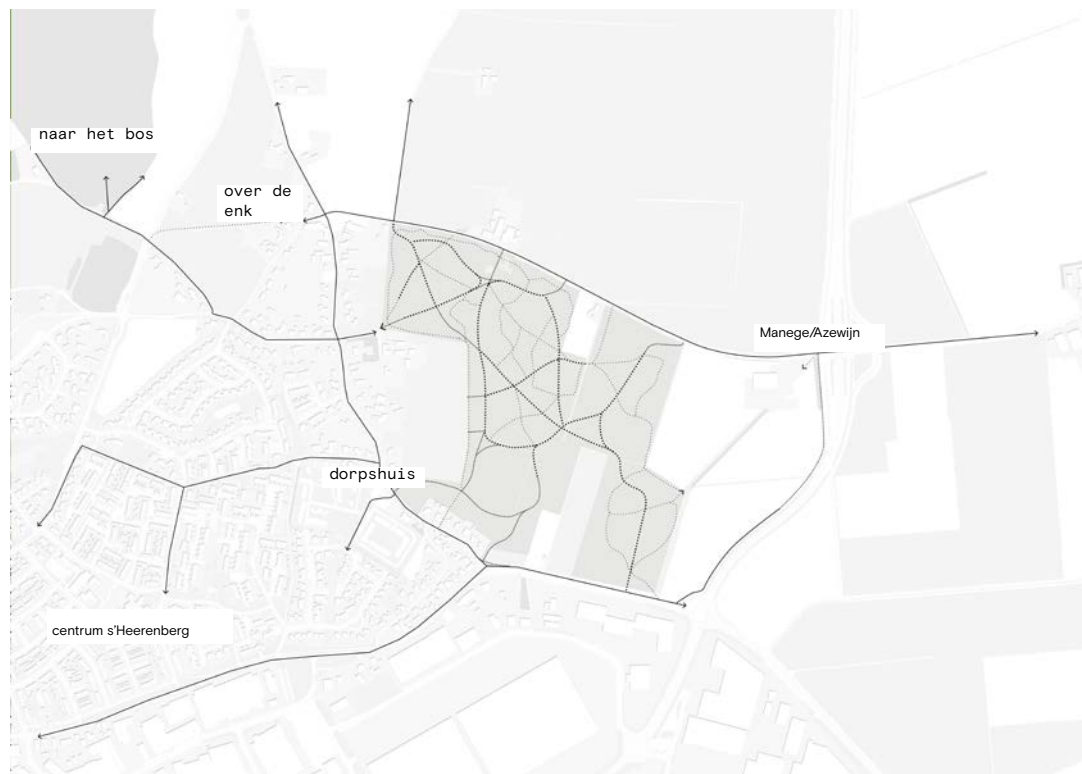 naar het bos
over de
enk
Manege/Azewijn
dorpshuis
centrum s'Heerenberg